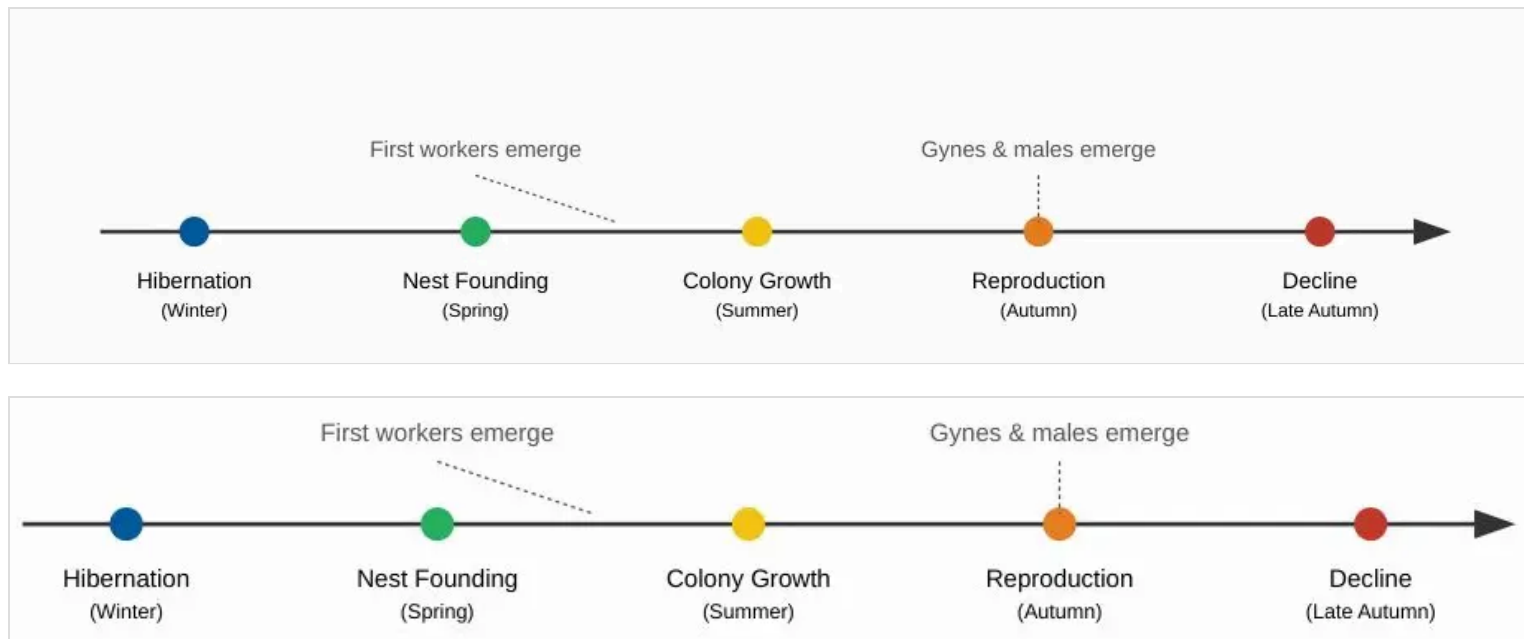 First workers emerge
Gynes & males emerge
Hibernation
(Winter)
Nest Founding
(Spring)
Colony Growth
(Summer)
Reproduction
(Autumn)
Decline
(Late Autumn)
First workers emerge
Gynes & males emerge
Hibernation
(Winter)
Nest Founding
(Spring)
Colony Growth
(Summer)
Reproduction
(Autumn)
Decline
(Late Autumn)